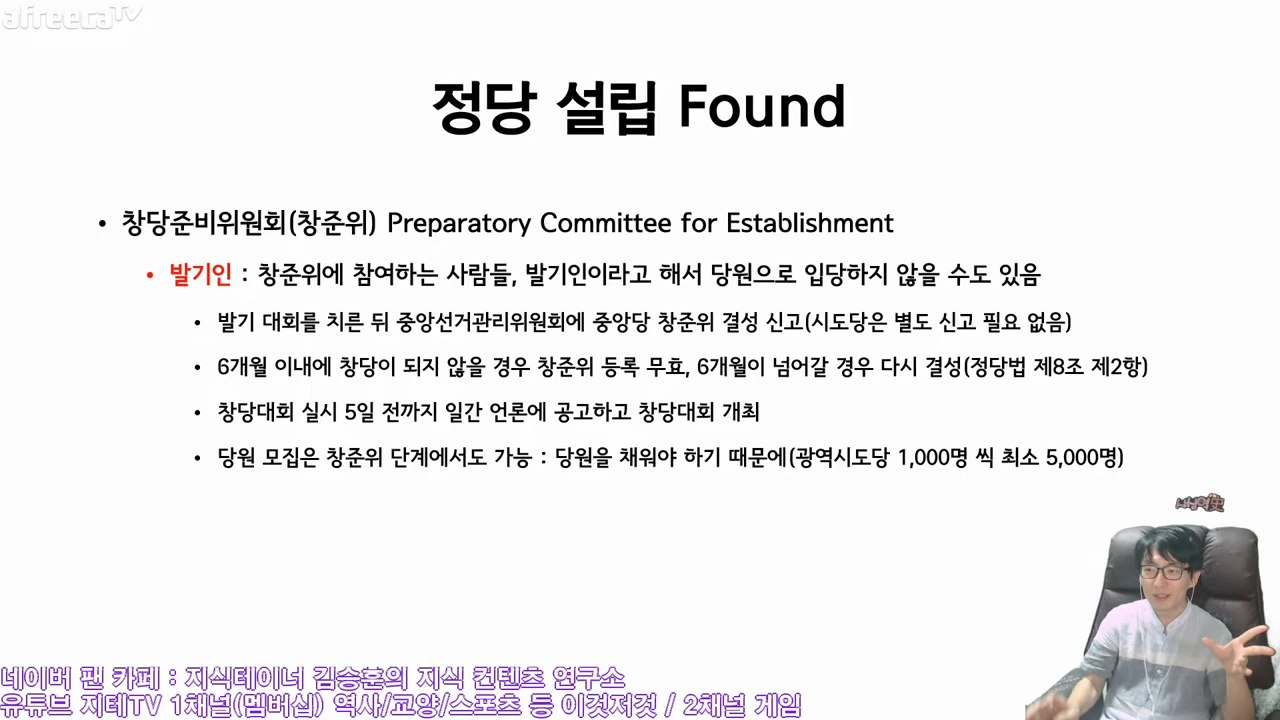 afreecaTV
정당 설립 Found
• 창당준비위원회(창준위) Preparatory Committee for Establishment
• 발기인 : 창준위에 참여하는 사람들, 발기인이라고 해서 당원으로 입당하지 않을 수도 있음
• 발기 대회를 치른 뒤 중앙선거관리위원회에 중앙당 창준위 결성 신고(시도당은 별도 신고 필요 없음)
• 6개월 이내에 창당이 되지 않을 경우 창준위 등록 무효, 6개월이 넘어갈 경우 다시 결성(정당법 제8조 제2항)
• 창당대회 실시 5일 전까지 일간 언론에 공고하고 창당대회 개최
• 당원 모집은 창준위 단계에서도 가능 : 당원을 채워야 하기 때문에(광역시도당 1,000명 씩 최소 5,000명)
네이버 팬 카페 : 지식테이너 김승훈의 지식 컨텐츠 연구소
유튜브 지테TV 1채널(멤버십) 역사/교양/스포츠 등 이것저것 / 2채널 게임